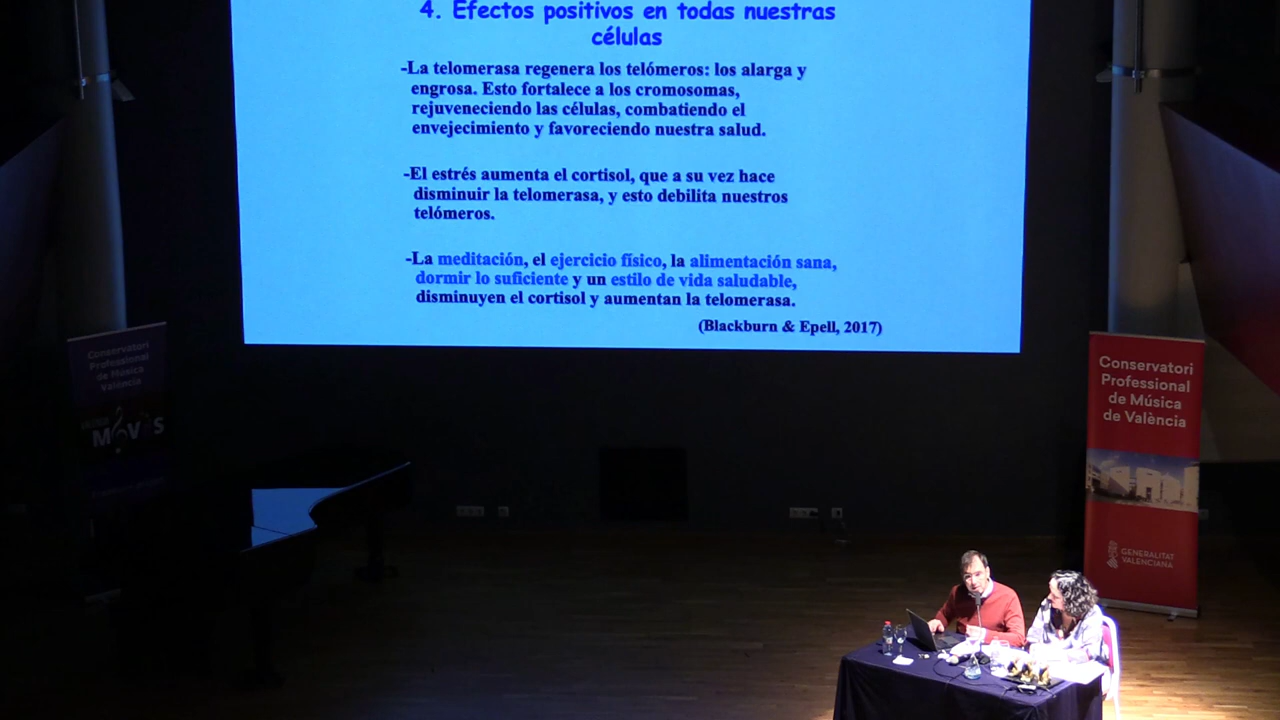 4. Efectos positivos en todas nuestras
células
-La telomerasa regenera los telómeros: los alarga y
engrosa. Esto fortalece a los cromosomas,
rejuveneciendo las células, combatiendo el
envejecimiento y favoreciendo nuestra salud.
-El estrés aumenta el cortisol, que a su vez hace
disminuir la telomerasa, y esto debilita nuestros
telómeros.
-La meditación, el ejercicio físico, la alimentación sana,
dormir lo suficiente y un estilo de vida saludable,
disminuyen el cortisol y aumentan la telomerasa.
(Blackburn & Epell, 2017)
Conservatori
Professional
de Música
València
MOVES
Conservatori
Professional
de Música
de València
GENERALITAT
VALENCIANA